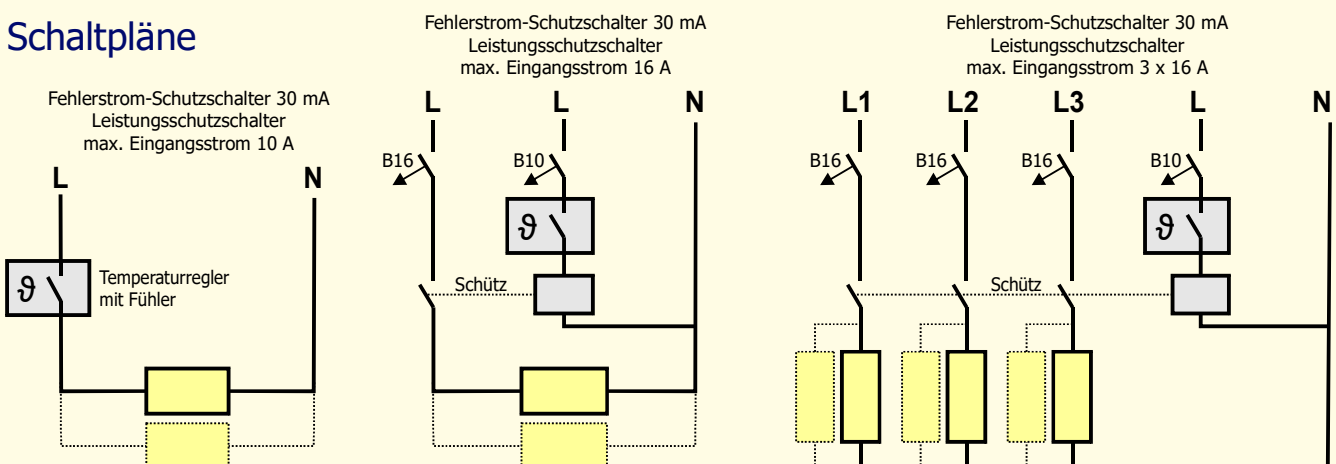 Schaltpläne
Fehlerstrom-Schutzschalter 30 mA
Leistungsschutzschalter
max. Eingangsstrom 10 A
L
N
ϑ
Temperaturregler
mit Fühler
Fehlerstrom-Schutzschalter 30 mA
Leistungsschutzschalter
max. Eingangsstrom 16 A
L
L
N
B16
B10
ϑ
Schütz
Fehlerstrom-Schutzschalter 30 mA
Leistungsschutzschalter
max. Eingangsstrom 3 x 16 A
L1
L2
L3
L
N
B16
B16
B16
B10
ϑ
Schütz